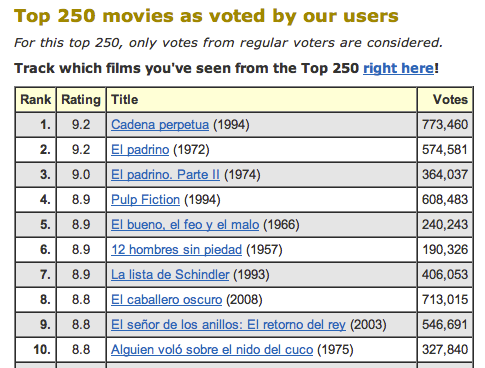 Top 250 movies as voted by our users
For this top 250, only votes from regular voters are considered.
Track which films you've seen from the Top 250 right here!
Rank Rating Title Votes
1. 9.2 Cadena perpetua (1994) 773,460
2. 9.2 El padrino (1972) 574,581
3. 9.0 El padrino. Parte II (1974) 364,037
4. 8.9 Pulp Fiction (1994) 608,483
5. 8.9 El bueno, el feo y el malo (1966) 240,243
6. 8.9 12 hombres sin piedad (1957) 190,326
7. 8.9 La lista de Schindler (1993) 406,053
8. 8.8 El caballero oscuro (2008) 713,015
9. 8.8 El señor de los anillos: El retorno del rey (2003) 546,691
10. 8.8 Alguien voló sobre el nido del cuco (1975) 327,840